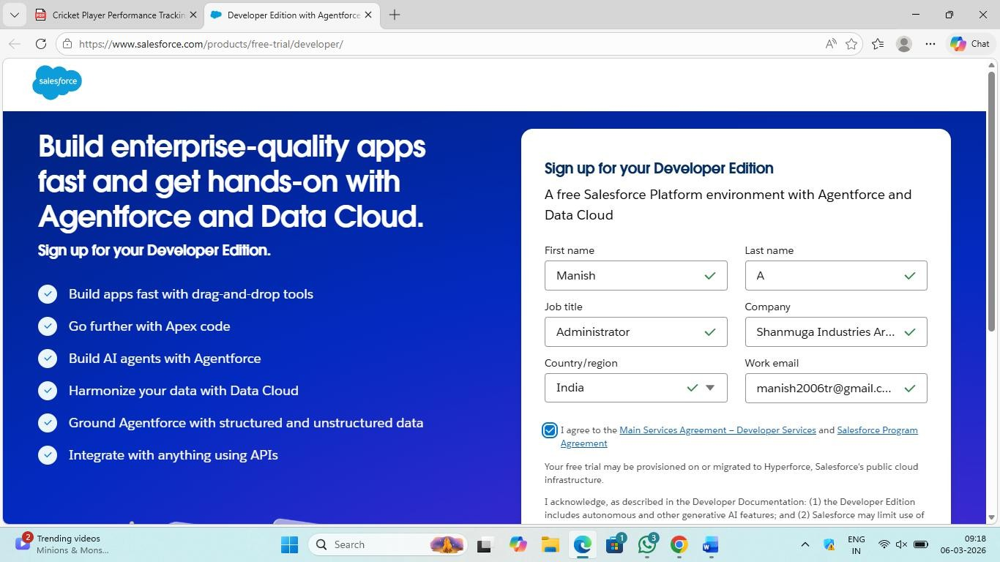 Cricket Player Performance Trackin
Developer Edition with Agentforce
https://www.salesforce.com/products/free-trial/developer/
Chat
salesforce
Build enterprise-quality apps
fast and get hands-on with
Agentforce and Data Cloud.
Sign up for your Developer Edition.
Build apps fast with drag-and-drop tools
Go further with Apex code
Build AI agents with Agentforce
Harmonize your data with Data Cloud
Ground Agentforce with structured and unstructured data
Integrate with anything using APIs
Sign up for your Developer Edition
A free Salesforce Platform environment with Agentforce and
Data Cloud
First name
Last name
Manish
A
Job title
Company
Administrator
Shanmuga Industries Ar...
Country/region
Work email
India
manish2006tr@gmail.c...
I agree to the Main Services Agreement – Developer Services and Salesforce Program
Agreement
Your free trial may be provisioned on or migrated to Hyperforce, Salesforce's public cloud
infrastructure.
I acknowledge, as described in the Developer Documentation: (1) the Developer Edition
includes autonomous and other generative AI features; and (2) Salesforce may limit use of
2
Trending videos
Minions & Mons...
Search
1
3
ENG
IN
09:18
06-03-2026